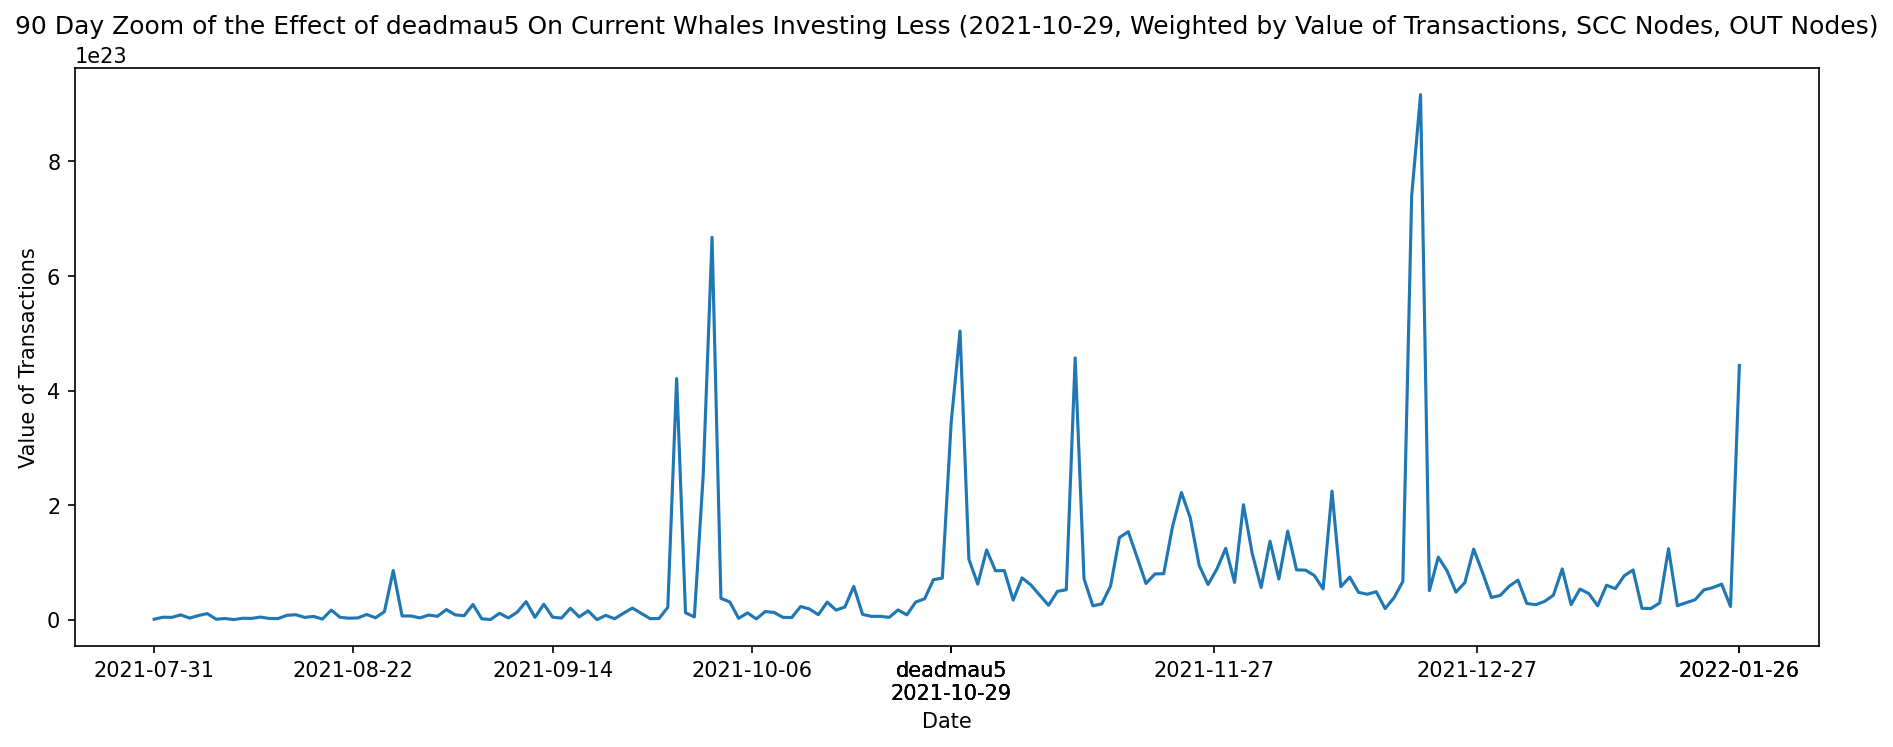 90 Day Zoom of the Effect of deadmau5 On Current Whales Investing Less (2021-10-29, Weighted by Value of Transactions, SCC Nodes, OUT Nodes)
1e23
8
6
4
2
0
Value of Transactions
2021-07-31 2021-08-22 2021-09-14 2021-10-06 deadmau5 2021-11-27 2021-12-27 2022-01-26
2021-10-29
Date